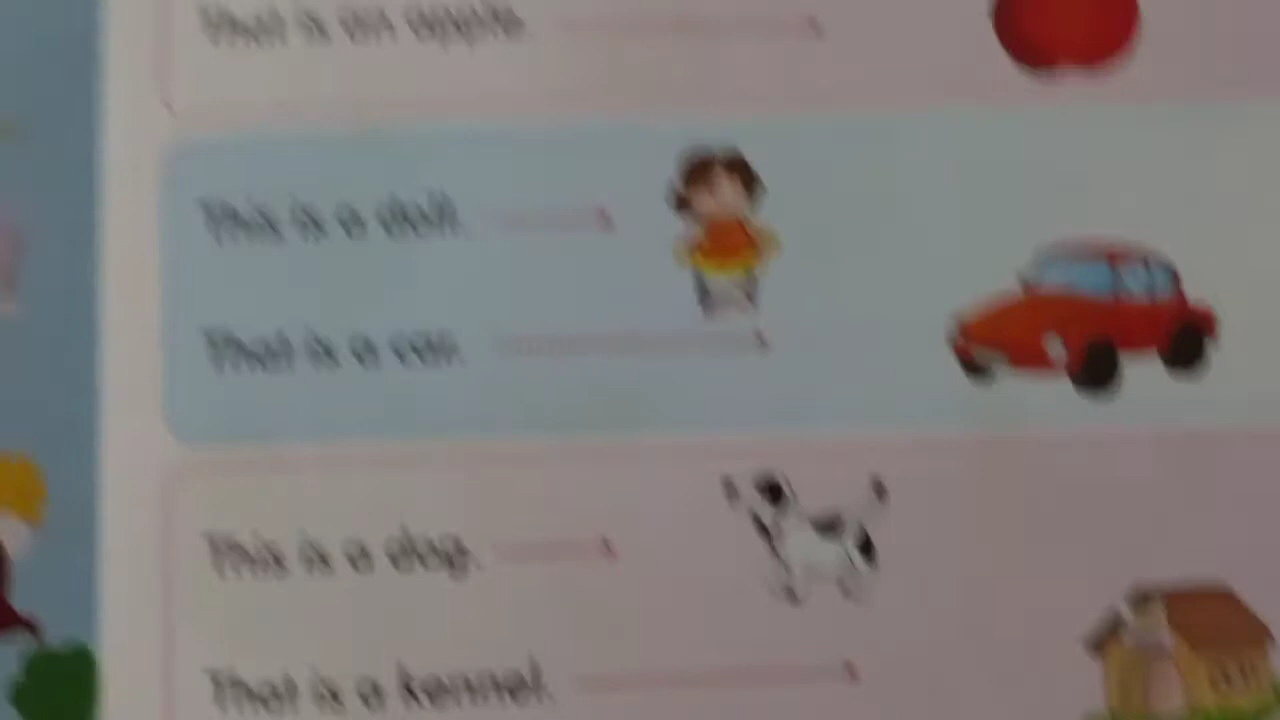 That is an apple.
This is a doll.
That is a car.
This is a dog.
That is a kennel.